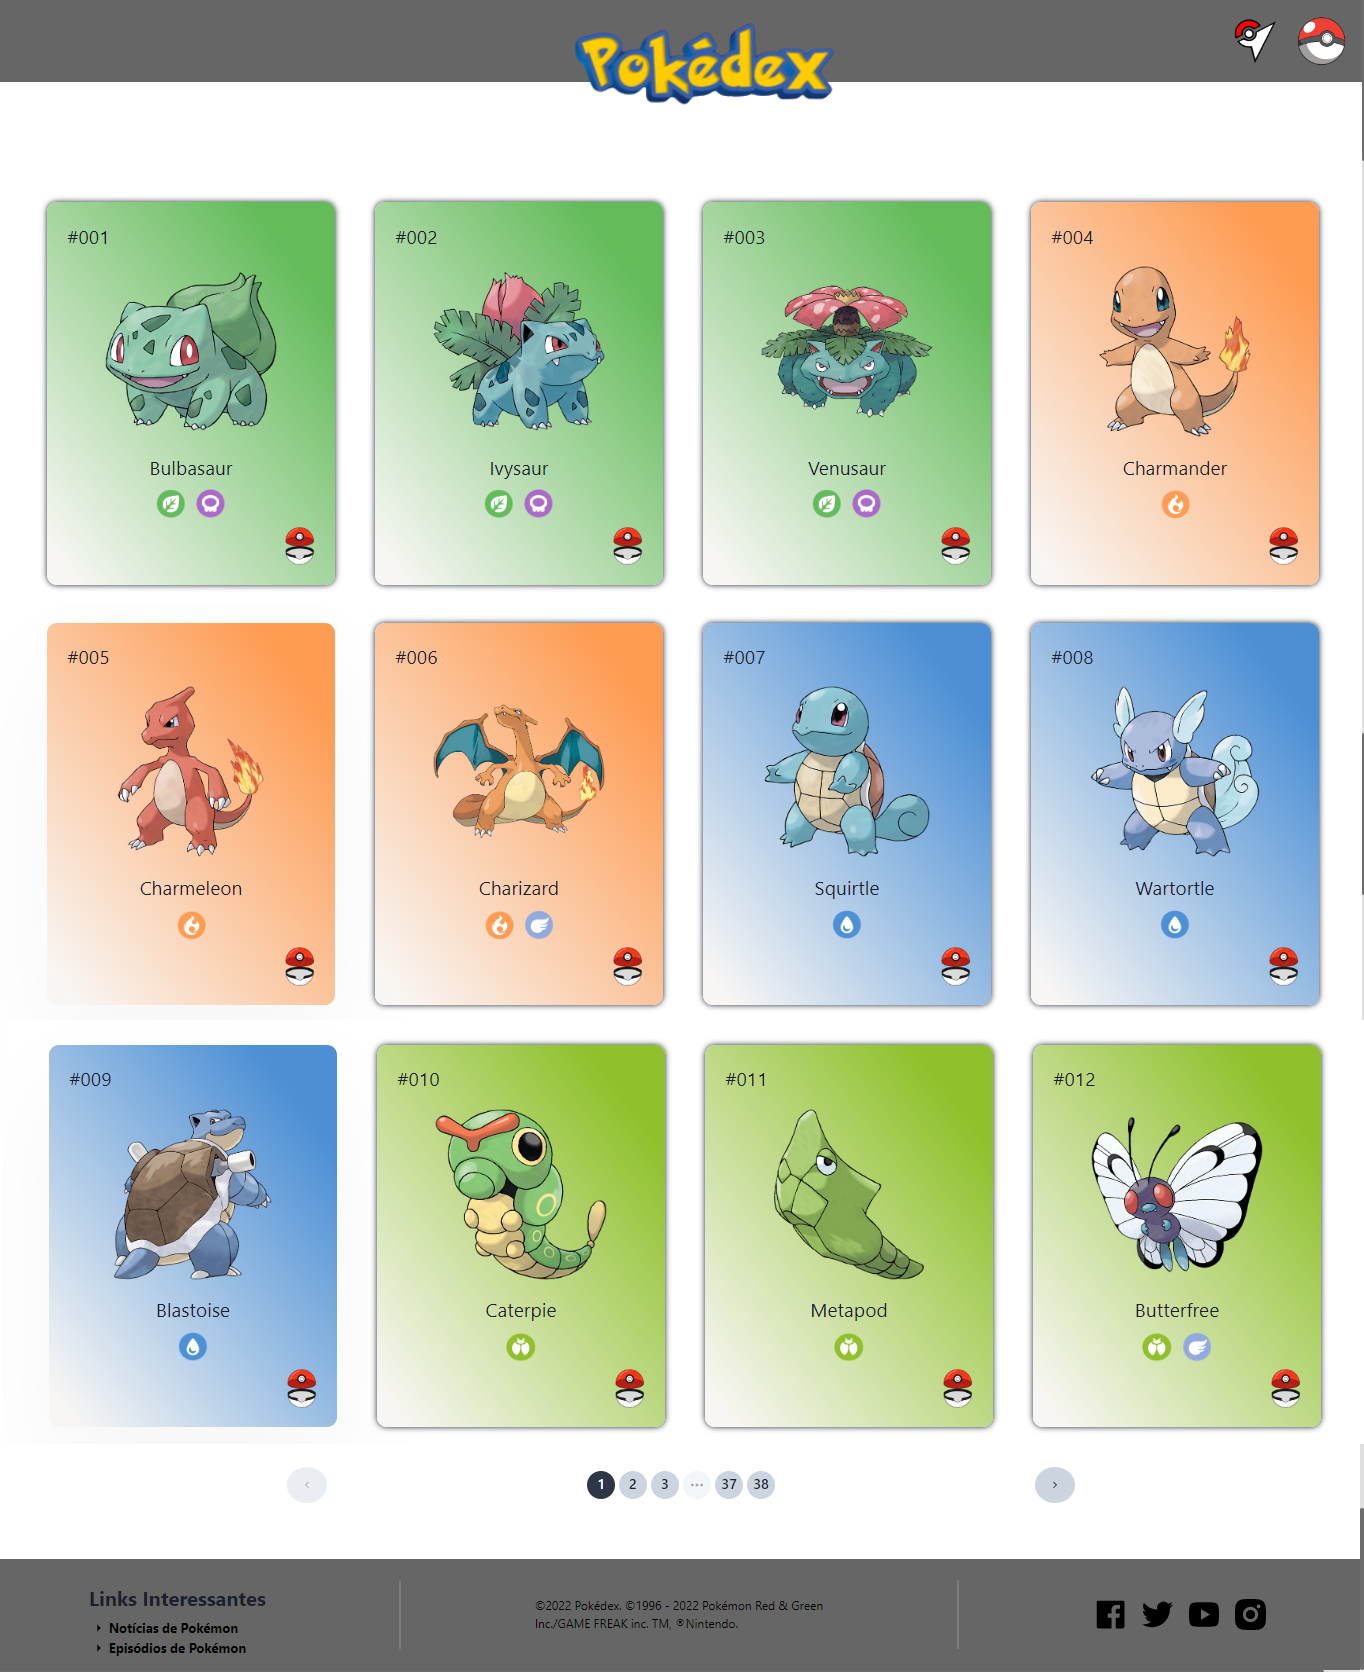 Pokédex
#001
Bulbasaur
#002
Ivysaur
#003
Venusaur
#004
Charmander
#005
Charmeleon
#006
Charizard
#007
Squirtle
#008
Wartortle
#009
Blastoise
#010
Caterpie
#011
Metapod
#012
Butterfree
‹ 1 2 3 ··· 37 38 ›
Links Interessantes
Notícias de Pokémon
Episódios de Pokémon
©2022 Pokédex. ©1996 - 2022 Pokémon Red & Green
Inc./GAME FREAK inc. TM, ®Nintendo.